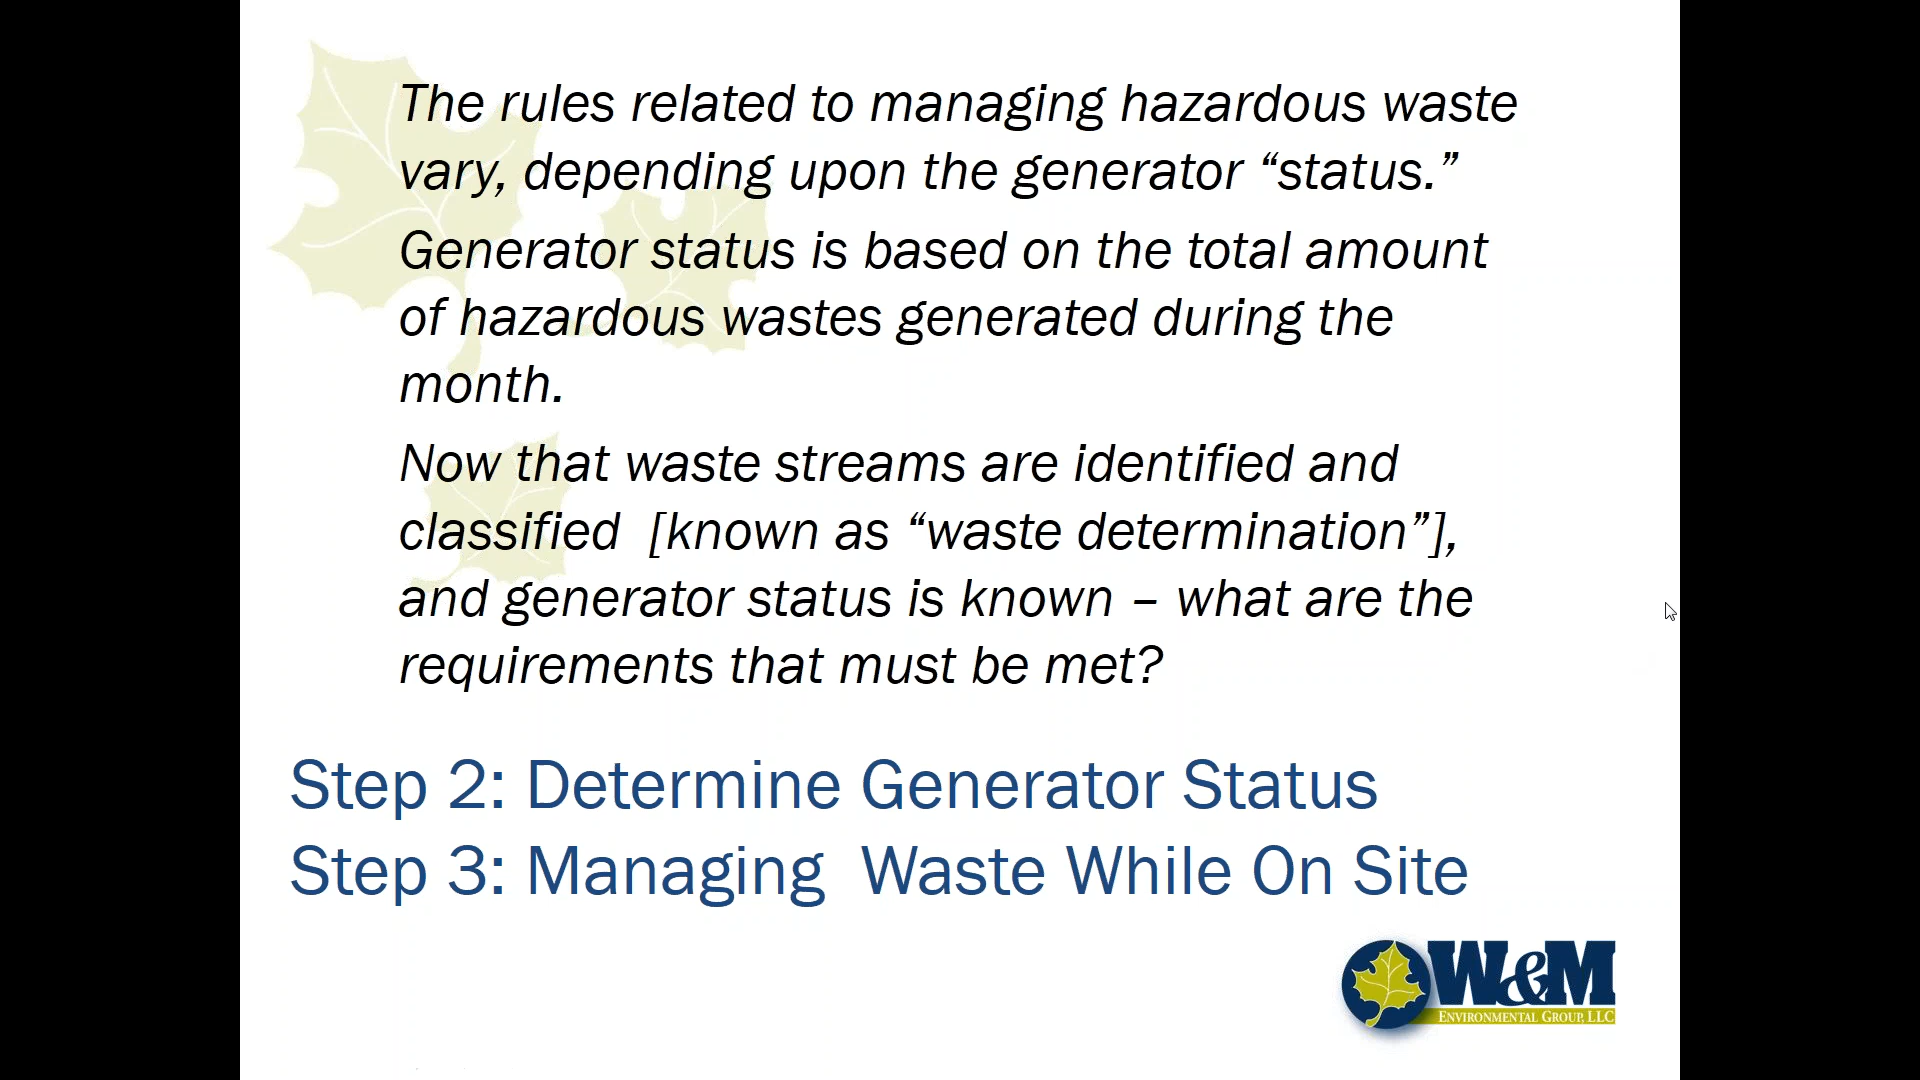 The rules related to managing hazardous waste
vary, depending upon the generator “status.”
Generator status is based on the total amount
of hazardous wastes generated during the
month.
Now that waste streams are identified and
classified  [known as “waste determination”],
and generator status is known – what are the
requirements that must be met?
Step 2: Determine Generator Status
Step 3: Managing  Waste While On Site
W&M
ENVIRONMENTAL GROUP, LLC